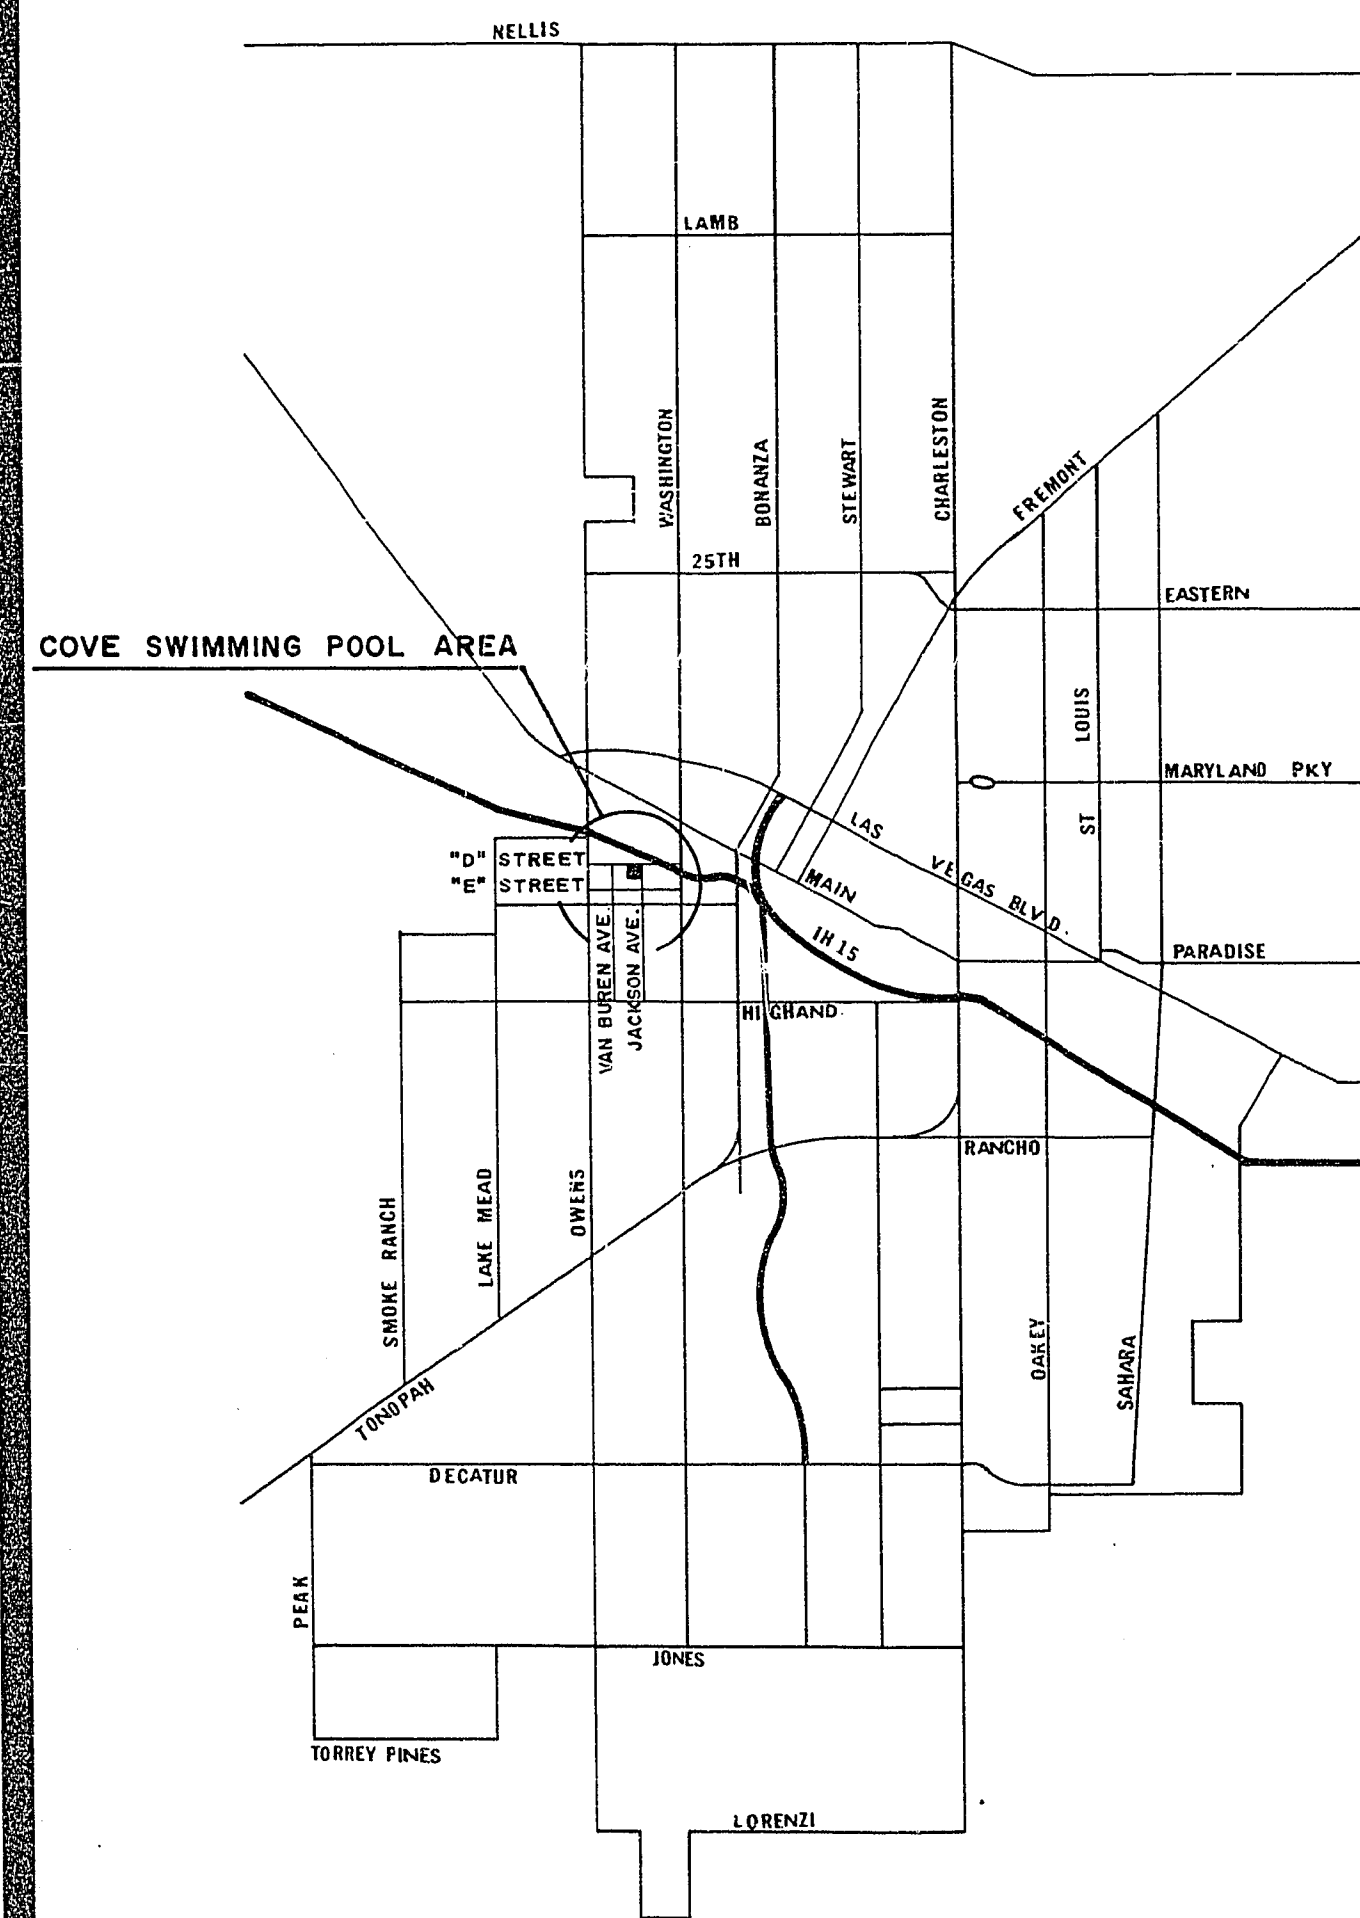 NELLIS
LAMB
WASHINGTON
BONANZA
STEWART
CHARLESTON
FREMONT
25TH
EASTERN
COVE SWIMMING POOL AREA
ST LOUIS
MARYLAND PKY
LAS VEGAS BLVD.
"D" STREET
"E" STREET
MAIN
IH 15
PARADISE
VAN BUREN AVE.
JACKSON AVE.
HIGHAND
RANCHO
SMOKE RANCH
LAKE MEAD
OWENS
OAKEY
SAHARA
TONOPAH
DECATUR
PEAK
JONES
TORREY PINES
LORENZI